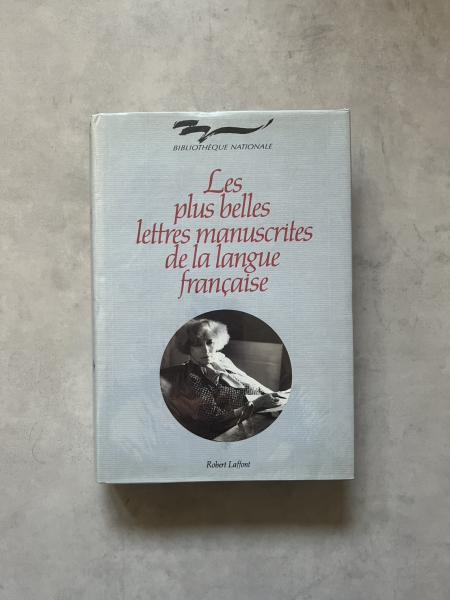 BIBLIOTHÈQUE NATIONALE
Les
plus belles
lettres manuscrites
de la langue
française
Robert Laffont